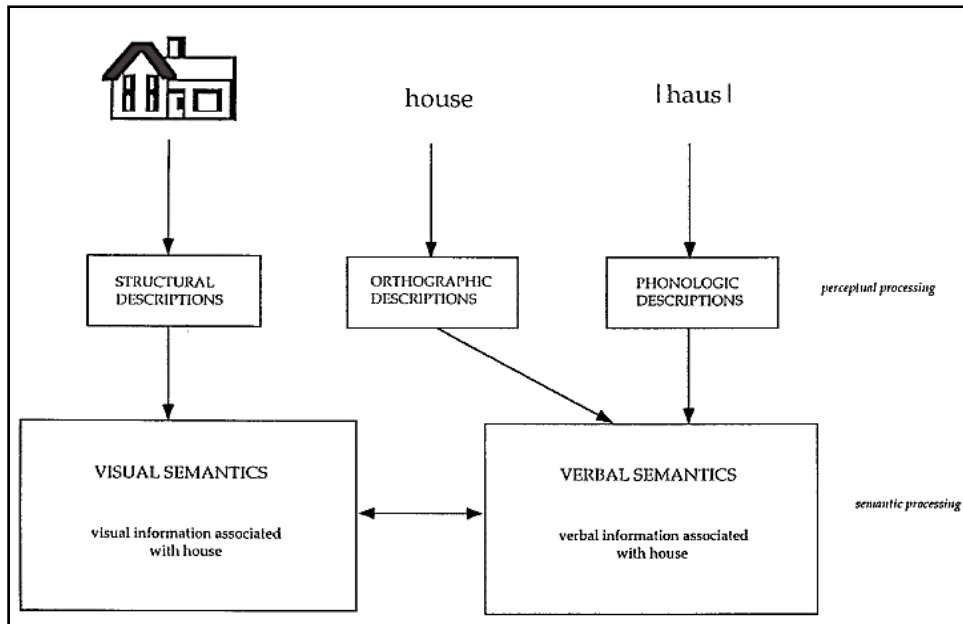 house
|haus|
STRUCTURAL
DESCRIPTIONS
ORTHOGRAPHIC
DESCRIPTIONS
PHONOLOGIC
DESCRIPTIONS
perceptual processing
VISUAL SEMANTICS
visual information associated
with house
VERBAL SEMANTICS
verbal information associated
with house
semantic processing